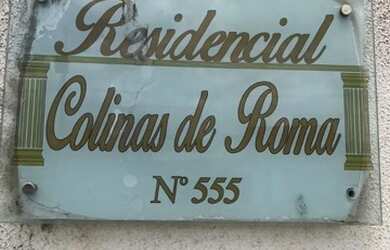 Residencial
Colinas de Roma
Nº 555